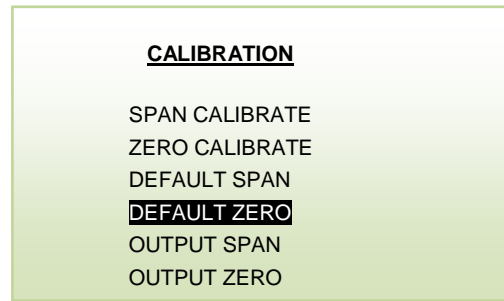 CALIBRATION
SPAN CALIBRATE
ZERO CALIBRATE
DEFAULT SPAN
DEFAULT ZERO
OUTPUT SPAN
OUTPUT ZERO